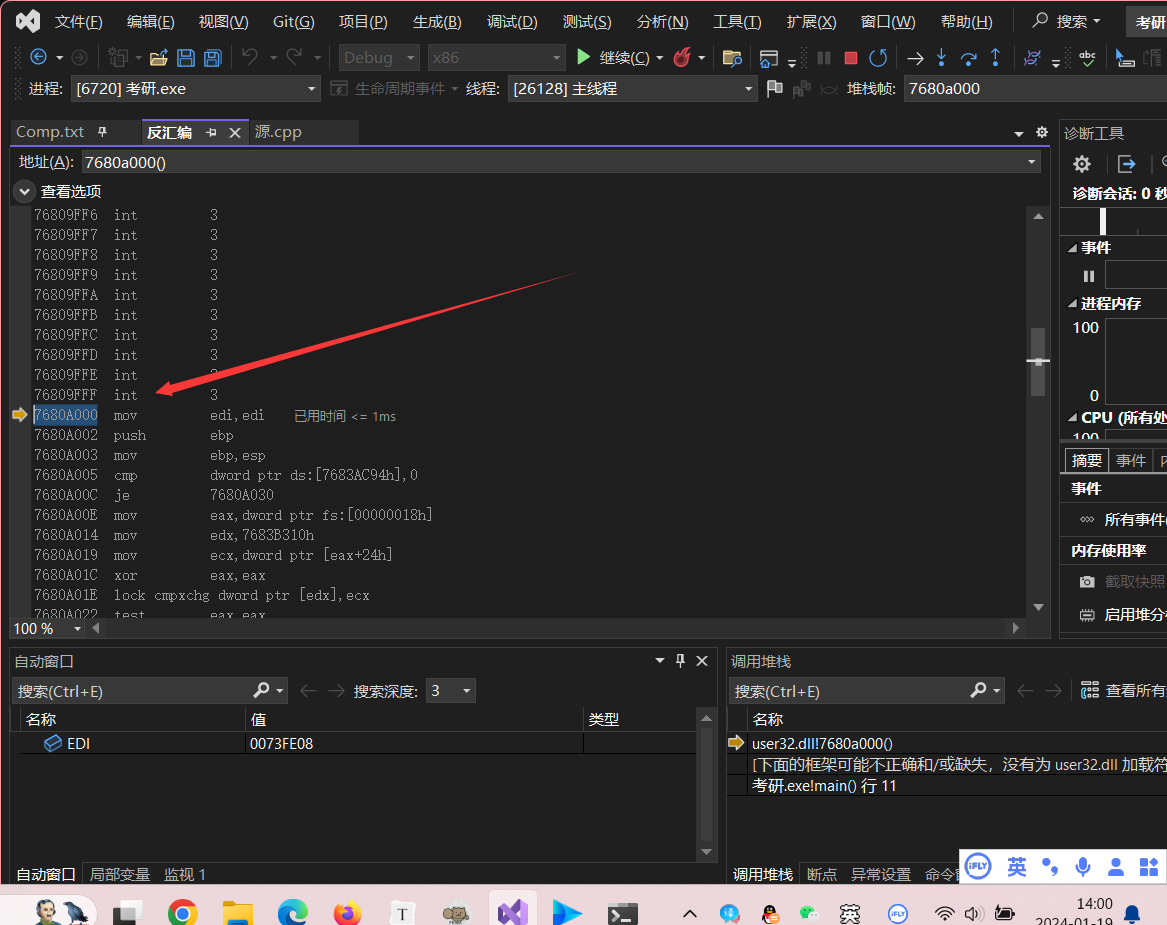 文件(F) 编辑(E) 视图(V) Git(G) 项目(P) 生成(B) 调试(D) 测试(S) 分析(N) 工具(T) 扩展(X) 窗口(W) 帮助(H) 搜索 考研
Debug x86 继续(C) abc
进程: [6720] 考研.exe 生命周期事件 线程: [26128] 主线程 堆栈帧: 7680a000
Comp.txt 反汇编 源.cpp 诊断工具
地址(A): 7680a000()
查看选项
诊断会话: 0 秒
76809FF6 int 3
76809FF7 int 3
76809FF8 int 3
76809FF9 int 3
76809FFA int 3
76809FFB int 3
76809FFC int 3
76809FFD int 3
76809FFE int
76809FFF int 3
7680A000 mov edi,edi 已用时间 <= 1ms
7680A002 push ebp
7680A003 mov ebp,esp
7680A005 cmp dword ptr ds:[7683AC94h],0
7680A00C je 7680A030
7680A00E mov eax,dword ptr fs:[00000018h]
7680A014 mov edx,7683B310h
7680A019 mov ecx,dword ptr [eax+24h]
7680A01C xor eax,eax
7680A01E lock cmpxchg dword ptr [edx],ecx
7680A022 test eax,eax
100 %
事件
进程内存
100
0
CPU (所有处
100
摘要 事件
事件
所有事件(
内存使用率
截取快照
启用堆分
自动窗口
搜索(Ctrl+E) 搜索深度: 3
名称 值 类型
EDI 0073FE08
自动窗口 局部变量 监视 1
调用堆栈
搜索(Ctrl+E) 查看所有
名称
user32.dll!7680a000()
[下面的框架可能不正确和/或缺失，没有为 user32.dll 加载符
考研.exe!main() 行 11
调用堆栈 断点 异常设置 命令
iFLY 英
T 英 iFLY 14:00
2024-01-19